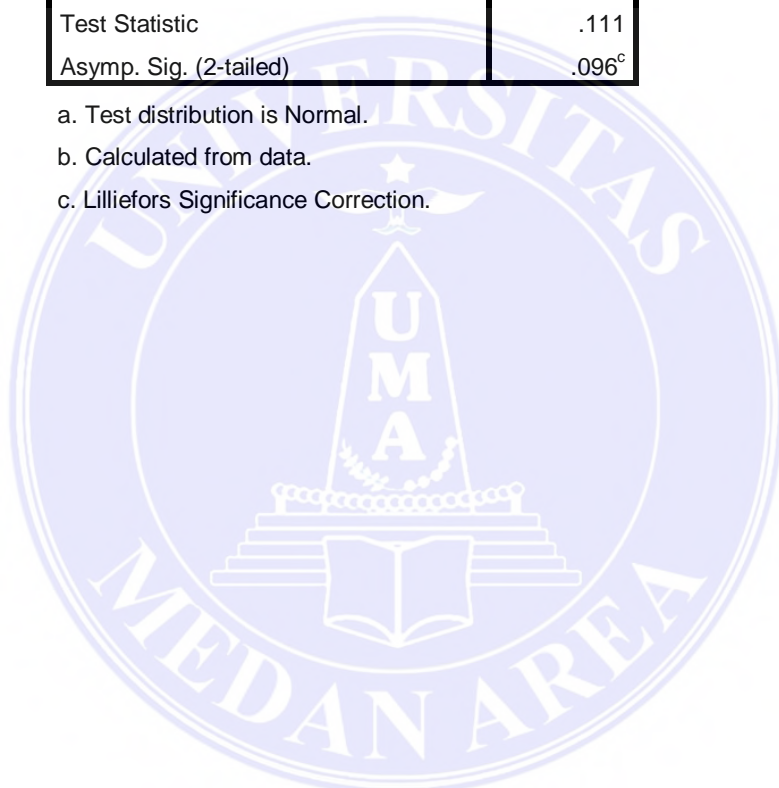 Test Statistic .111
Asymp. Sig. (2-tailed) .096c
a. Test distribution is Normal.
b. Calculated from data.
c. Lilliefors Significance Correction.
UNIVERSITAS
UMA
MEDAN AREA